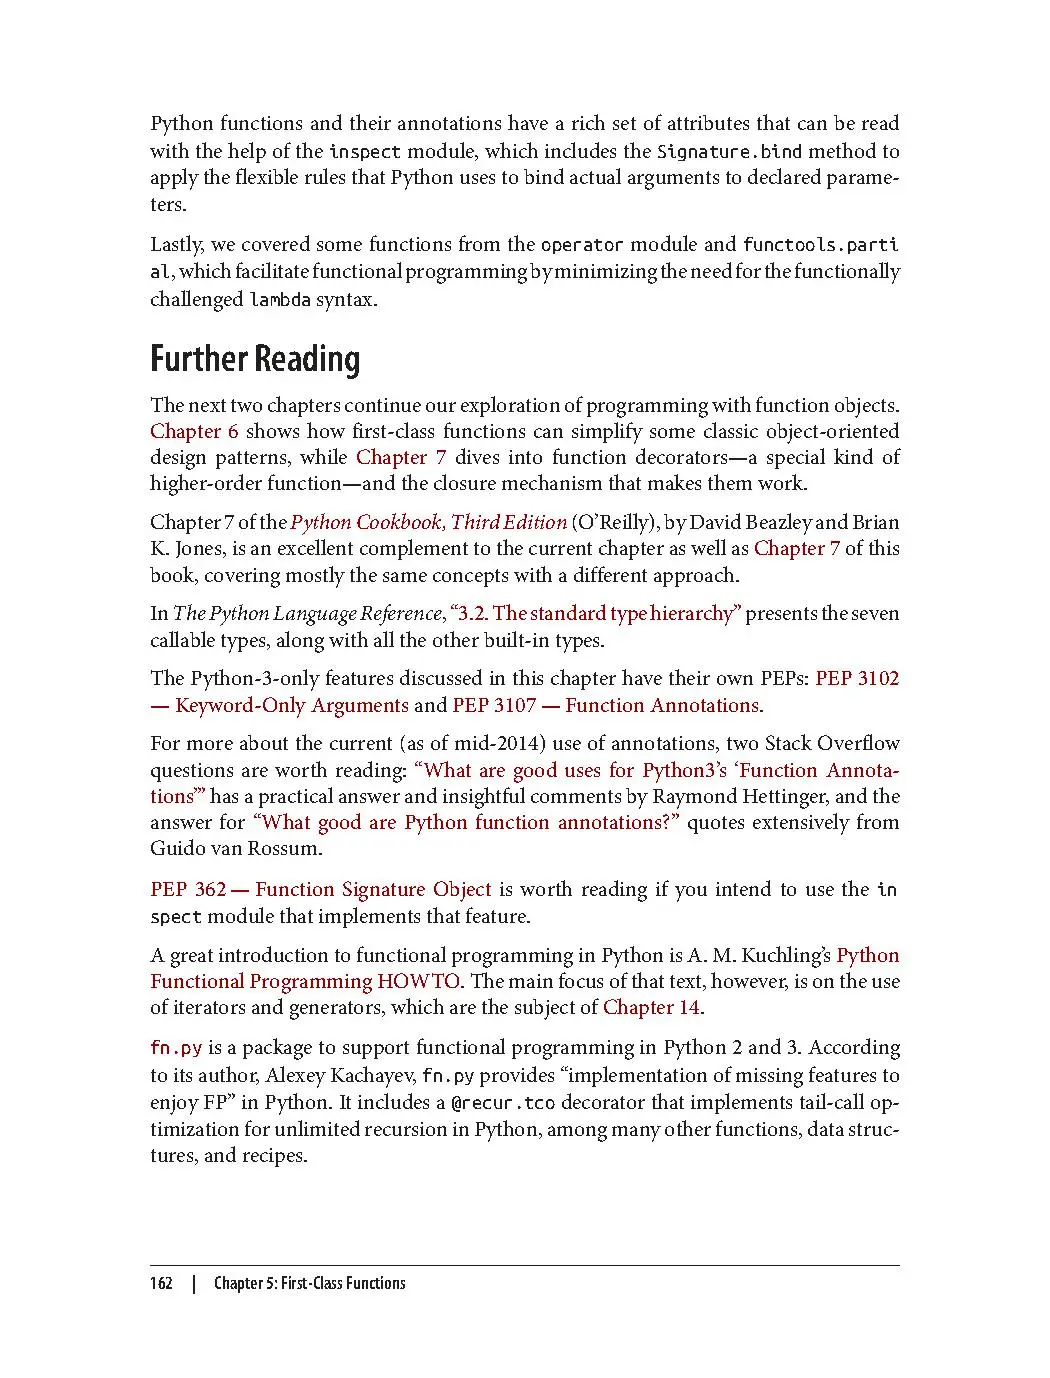 Python functions and their annotations have a rich set of attributes that can be read
with the help of the inspect module, which includes the Signature.bind method to
apply the flexible rules that Python uses to bind actual arguments to declared parame-
ters.
Lastly, we covered some functions from the operator module and functools.parti
al, which facilitate functional programming by minimizing the need for the functionally
challenged lambda syntax.
Further Reading
The next two chapters continue our exploration of programming with function objects.
Chapter 6 shows how first-class functions can simplify some classic object-oriented
design patterns, while Chapter 7 dives into function decorators—a special kind of
higher-order function—and the closure mechanism that makes them work.
Chapter 7 of the Python Cookbook, Third Edition (O’Reilly), by David Beazley and Brian
K. Jones, is an excellent complement to the current chapter as well as Chapter 7 of this
book, covering mostly the same concepts with a different approach.
In The Python Language Reference, “3.2. The standard type hierarchy” presents the seven
callable types, along with all the other built-in types.
The Python-3-only features discussed in this chapter have their own PEPs: PEP 3102
— Keyword-Only Arguments and PEP 3107 — Function Annotations.
For more about the current (as of mid-2014) use of annotations, two Stack Overflow
questions are worth reading: “What are good uses for Python3’s ‘Function Annota-
tions’” has a practical answer and insightful comments by Raymond Hettinger, and the
answer for “What good are Python function annotations?” quotes extensively from
Guido van Rossum.
PEP 362 — Function Signature Object is worth reading if you intend to use the in
spect module that implements that feature.
A great introduction to functional programming in Python is A. M. Kuchling’s Python
Functional Programming HOWTO. The main focus of that text, however, is on the use
of iterators and generators, which are the subject of Chapter 14.
fn.py is a package to support functional programming in Python 2 and 3. According
to its author, Alexey Kachayev, fn.py provides “implementation of missing features to
enjoy FP” in Python. It includes a @recur.tco decorator that implements tail-call op-
timization for unlimited recursion in Python, among many other functions, data struc-
tures, and recipes.
162 | Chapter 5: First-Class Functions